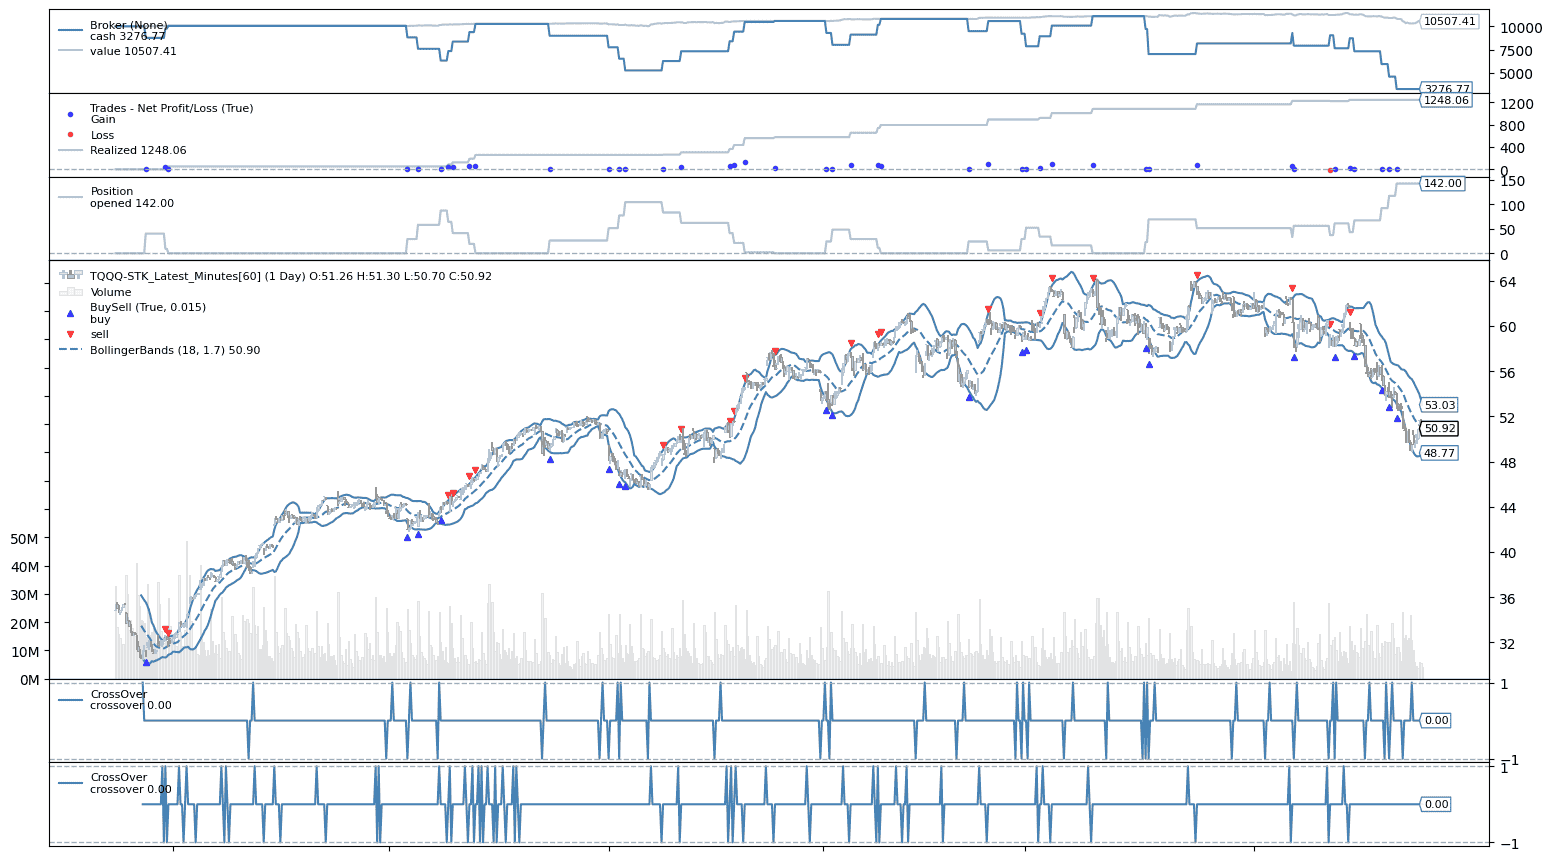 Broker (None)
cash 3276.77
value 10507.41
10507.41
10000
7500
5000
3276.77
Trades - Net Profit/Loss (True)
Gain
Loss
Realized 1248.06
1248.06
1200
800
400
0
Position
opened 142.00
142.00
150
100
50
0
TQQQ-STK_Latest_Minutes[60] (1 Day) O:51.26 H:51.30 L:50.70 C:50.92
Volume
BuySell (True, 0.015)
buy
sell
BollingerBands (18, 1.7) 50.90
64
60
56
53.03
52
50.92
48.77
48
44
40
36
32
50M
40M
30M
20M
10M
0M
CrossOver
crossover 0.00
1
0.00
−1
CrossOver
crossover 0.00
1
0.00
−1